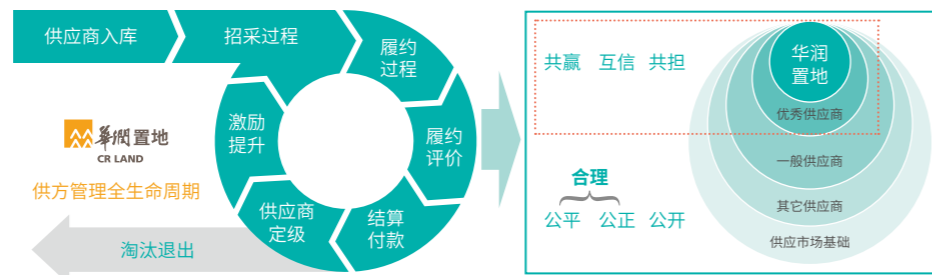 供应商入库
招采过程
履约
过程
履约
评价
结算
付款
供应商
定级
激励
提升
華潤置地
CR LAND
供方管理全生命周期
淘汰退出
共赢 互信 共担
合理
公平 公正 公开
华润
置地
优秀供应商
一般供应商
其它供应商
供应市场基础